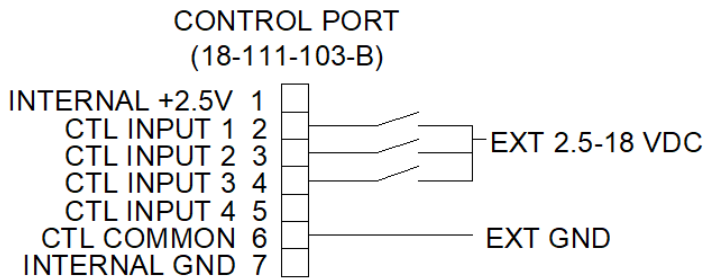 CONTROL PORT
(18-111-103-B)
INTERNAL +2.5V 1
CTL INPUT 1 2
CTL INPUT 2 3
CTL INPUT 3 4
CTL INPUT 4 5
CTL COMMON 6
INTERNAL GND 7
EXT 2.5-18 VDC
EXT GND